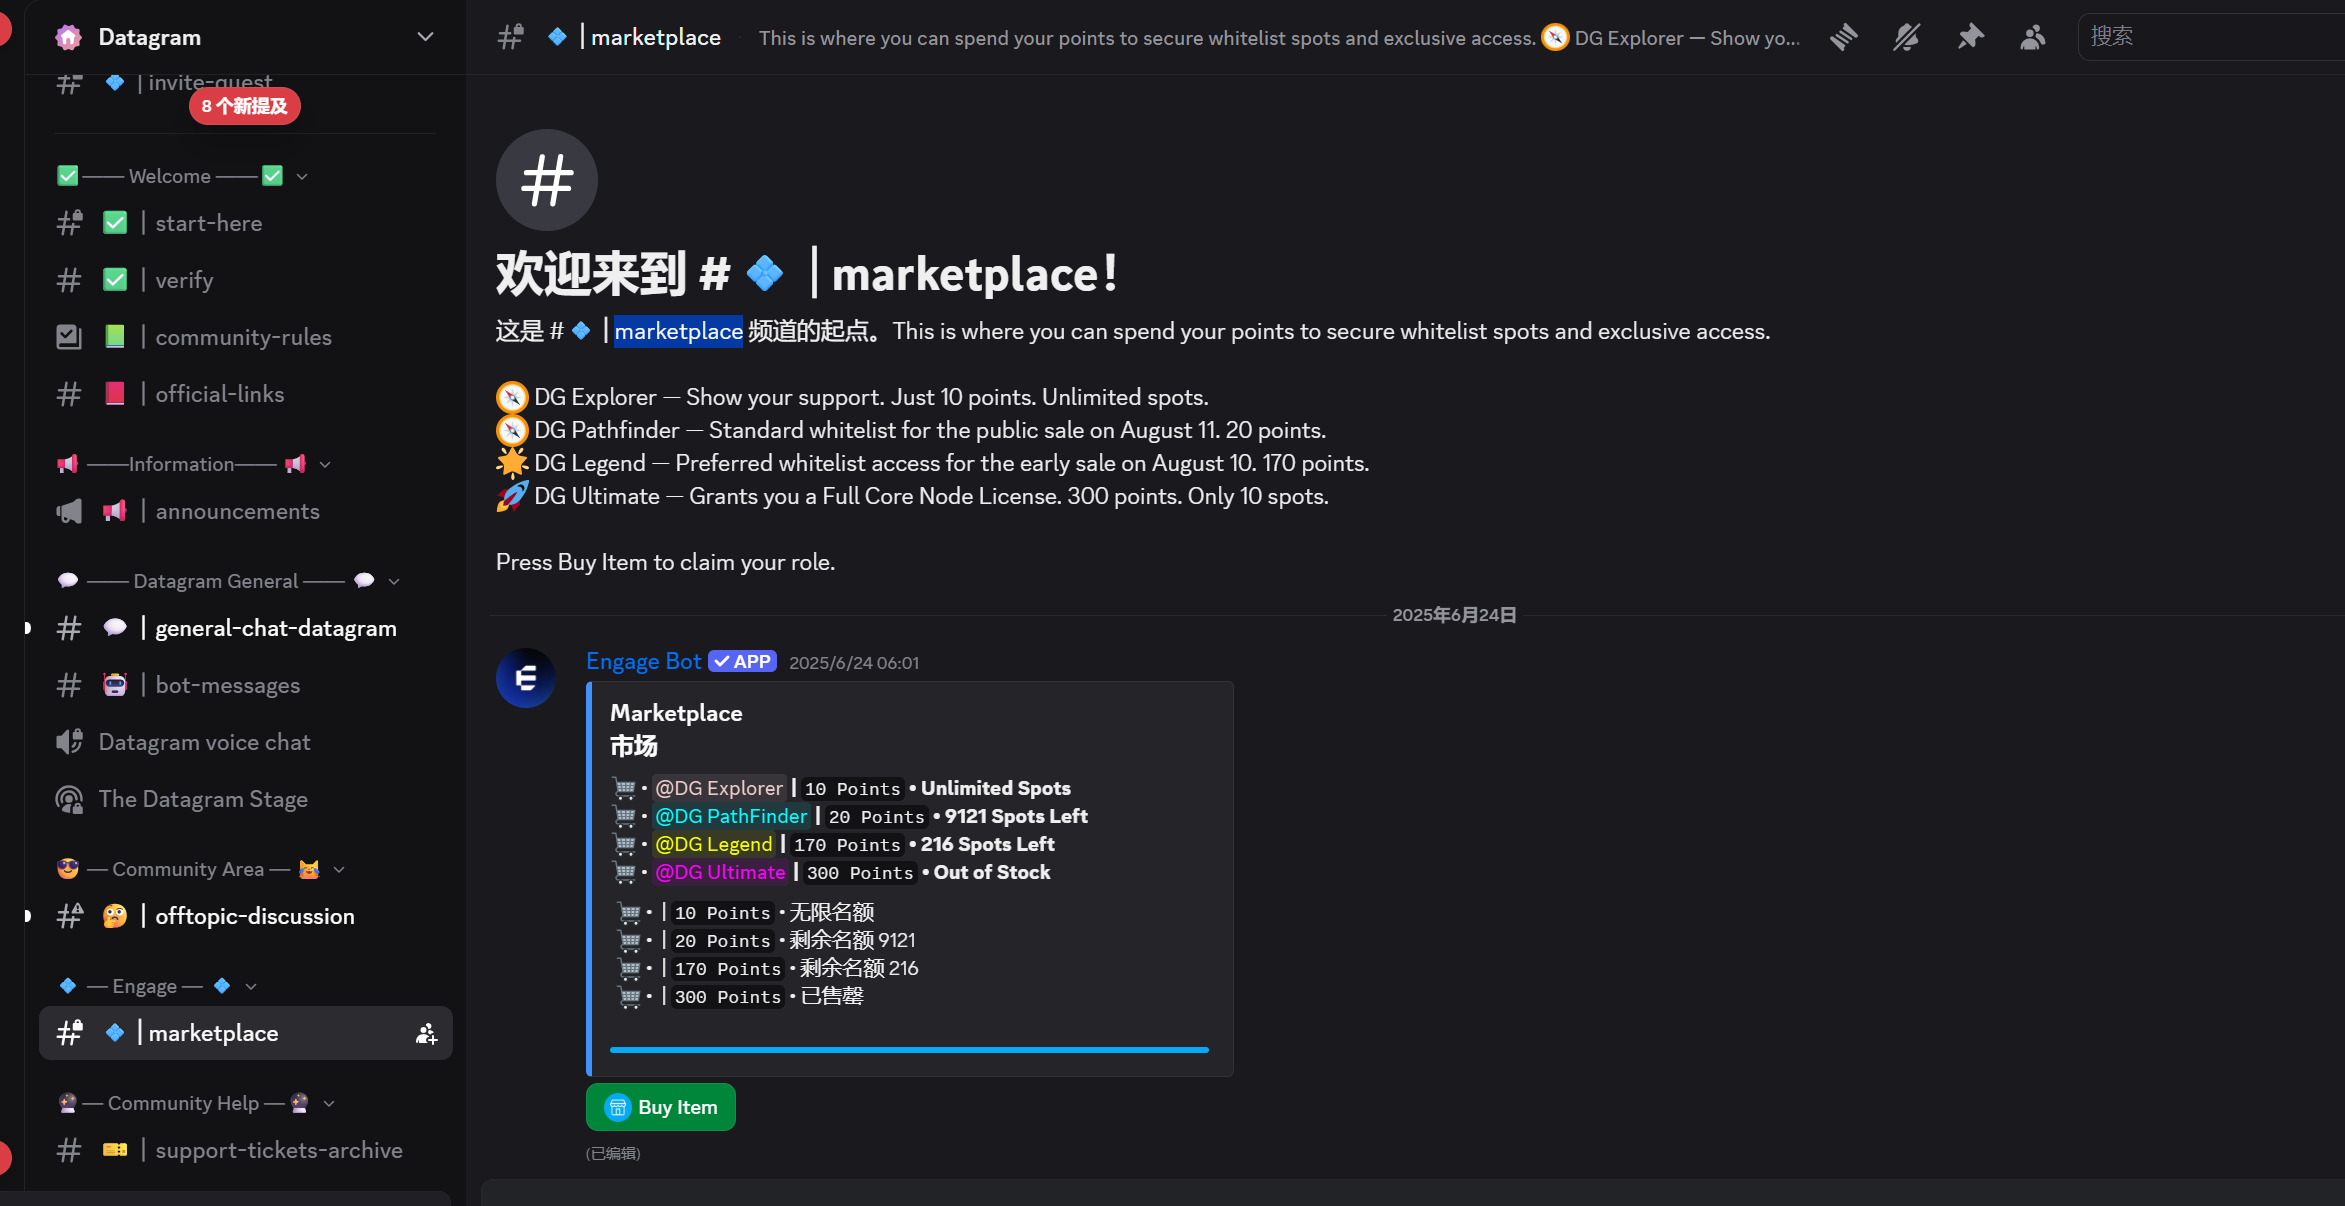 Datagram
| invite-quest
8 个新提及
—— Welcome ——
| start-here
| verify
| community-rules
| official-links
——Information——
| announcements
—— Datagram General ——
| general-chat-datagram
| bot-messages
Datagram voice chat
The Datagram Stage
— Community Area —
| offtopic-discussion
— Engage —
| marketplace
— Community Help —
| support-tickets-archive
| marketplace
This is where you can spend your points to secure whitelist spots and exclusive access. DG Explorer — Show yo...
搜索
欢迎来到 # | marketplace！
这是 # | marketplace 频道的起点。This is where you can spend your points to secure whitelist spots and exclusive access.
DG Explorer — Show your support. Just 10 points. Unlimited spots.
DG Pathfinder — Standard whitelist for the public sale on August 11. 20 points.
DG Legend — Preferred whitelist access for the early sale on August 10. 170 points.
DG Ultimate — Grants you a Full Core Node License. 300 points. Only 10 spots.
Press Buy Item to claim your role.
2025年6月24日
Engage Bot APP 2025/6/24 06:01
Marketplace
市场
• @DG Explorer | 10 Points • Unlimited Spots
• @DG PathFinder | 20 Points • 9121 Spots Left
• @DG Legend | 170 Points • 216 Spots Left
• @DG Ultimate | 300 Points • Out of Stock
• | 10 Points • 无限名额
• | 20 Points • 剩余名额 9121
• | 170 Points • 剩余名额 216
• | 300 Points • 已售罄
Buy Item
(已编辑)